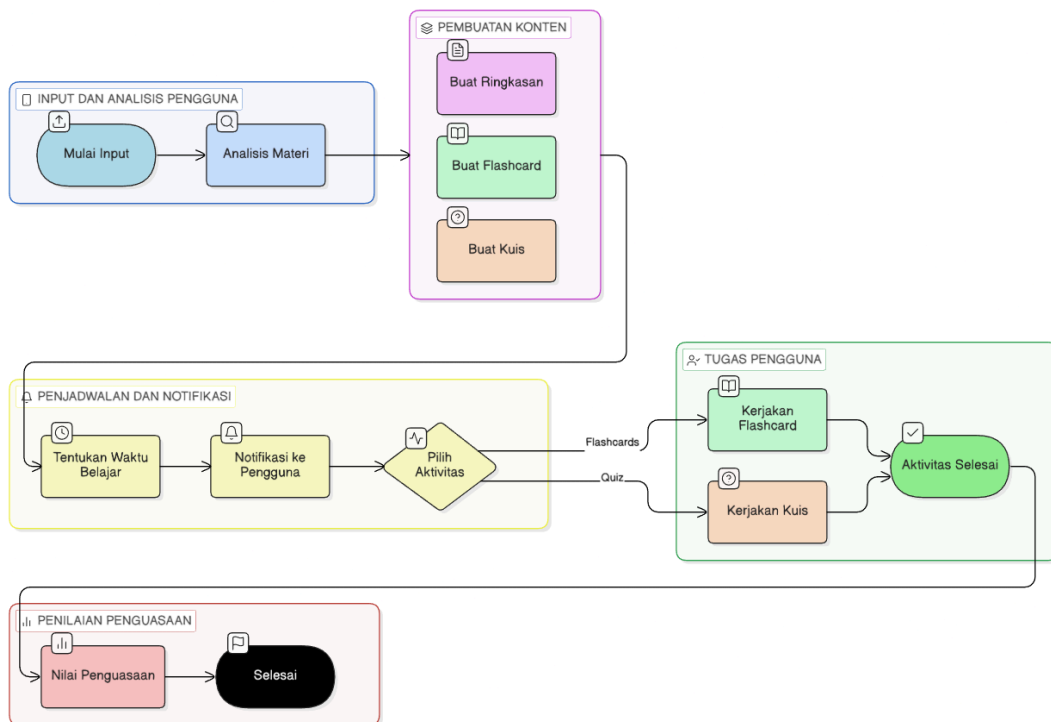 PEMBUATAN KONTEN
Buat Ringkasan
INPUT DAN ANALISIS PENGGUNA
Mulai Input
Analisis Materi
Buat Flashcard
Buat Kuis
TUGAS PENGGUNA
PENJADWALAN DAN NOTIFIKASI
Tentukan Waktu
Belajar
Notifikasi ke
Pengguna
Pilih
Aktivitas
Flashcards
Quiz
Kerjakan
Flashcard
Kerjakan Kuis
Aktivitas Selesai
PENILAIAN PENGUASAAN
Nilai Penguasaan
Selesai